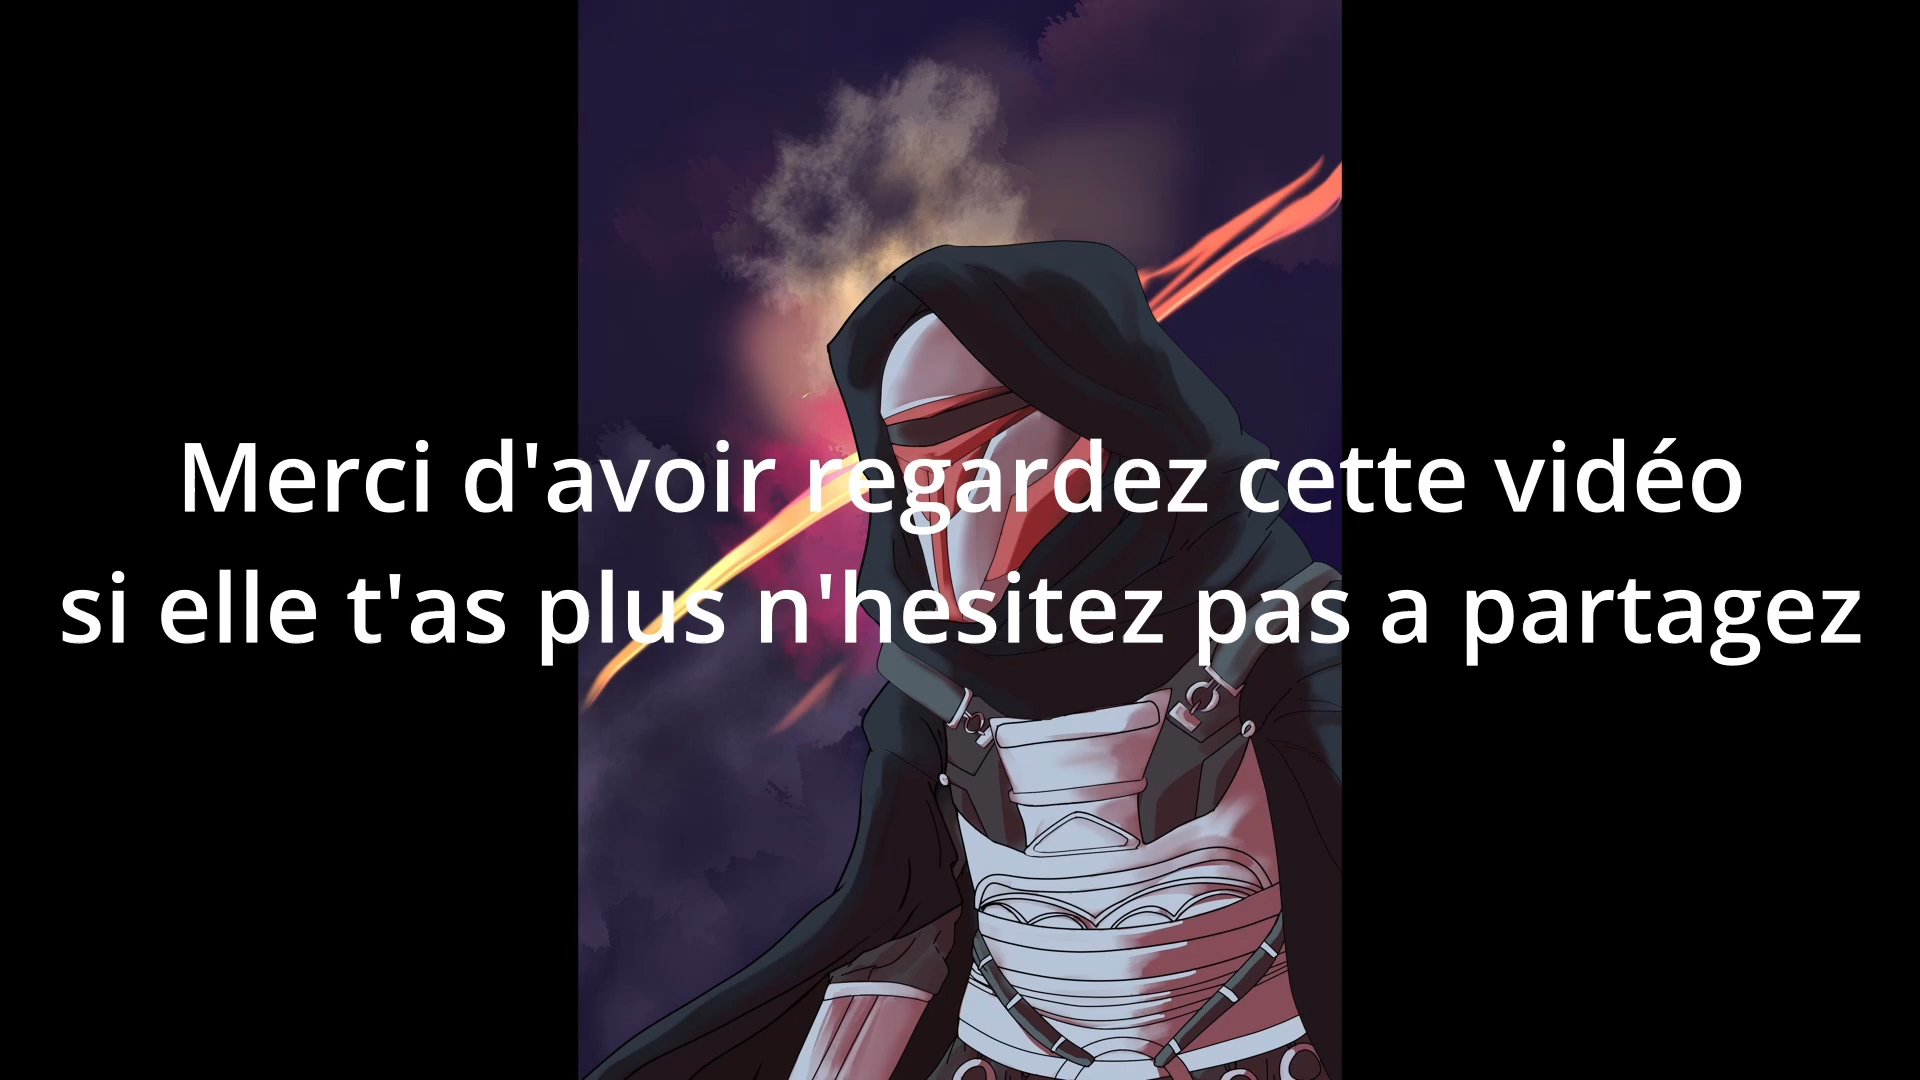 Merci d'avoir regardez cette vidéo
si elle t'as plus n'hesitez pas a partagez